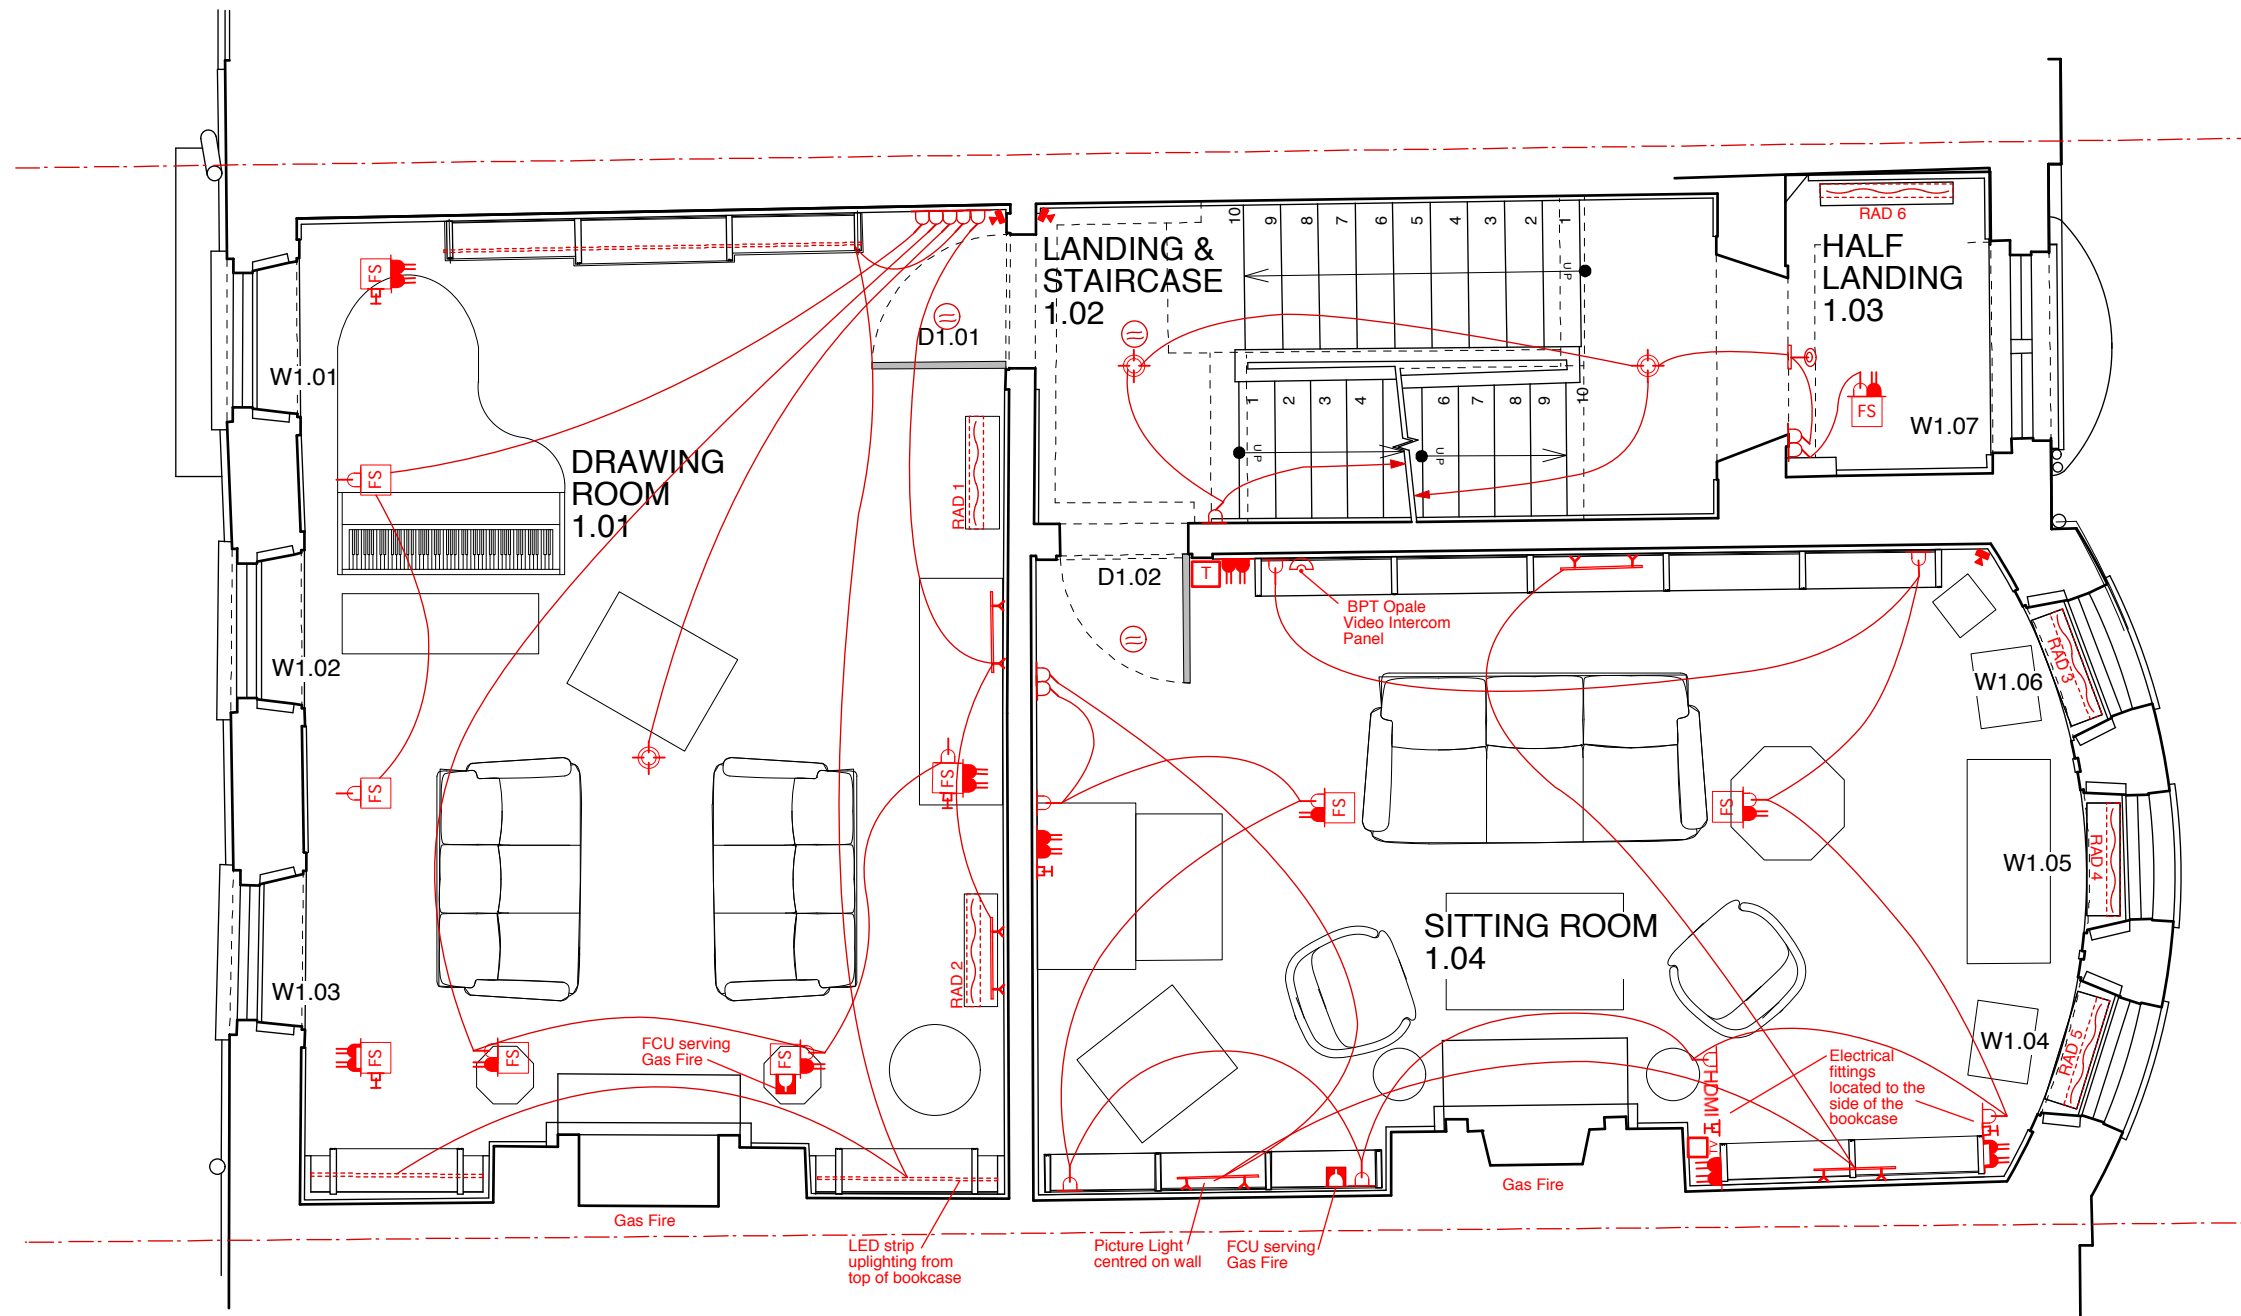 RAD 6
HALF
LANDING
1.03
LANDING &
STAIRCASE
1.02
10
9
8
7
6
5
4
3
2
1
UP
FS
D1.01
W1.01
1
2
3
4
6
7
8
9
10
UP
UP
FS
W1.07
DRAWING
ROOM
1.01
FS
RAD 1
D1.02
T
BPT Opale
Video Intercom
Panel
W1.02
RAD 3
W1.06
FS
FS
FS
FS
W1.05
RAD 4
SITTING ROOM
1.04
RAD 2
W1.03
FCU serving
Gas Fire
FS
FS
FS
W1.04
RAD 5
Electrical
fittings
located to the
side of the
bookcase
HDMI
TV
Gas Fire
Gas Fire
LED strip
uplighting from
top of bookcase
Picture Light
centred on wall
FCU serving
Gas Fire